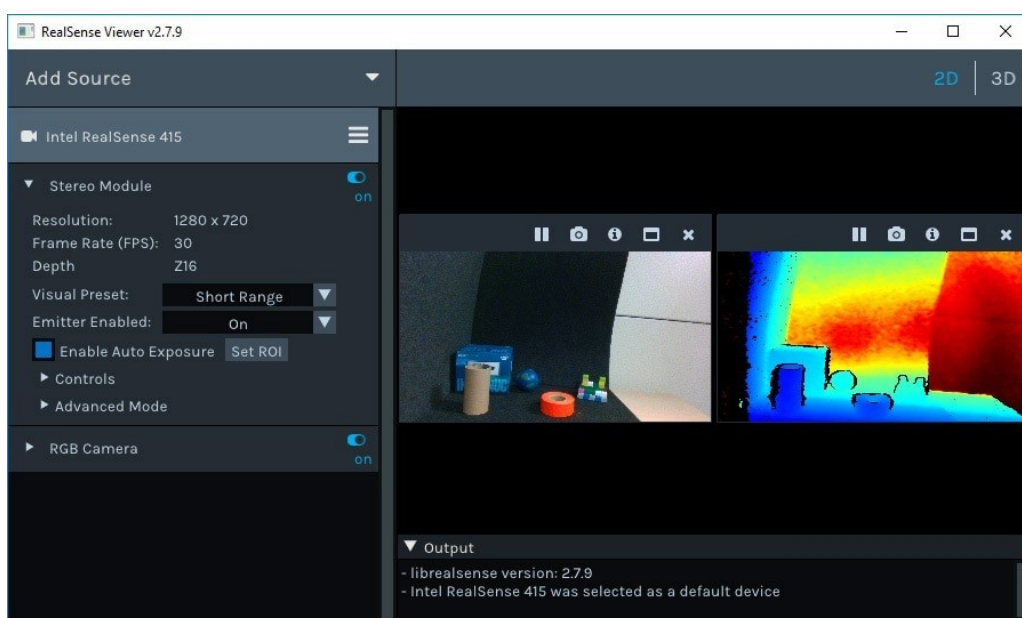 RealSense Viewer v2.7.9
Add Source
2D
3D
Intel RealSense 415
Stereo Module
on
Resolution: 1280 x 720
Frame Rate (FPS): 30
Depth Z16
Visual Preset: Short Range
Emitter Enabled: On
Enable Auto Exposure Set ROI
Controls
Advanced Mode
RGB Camera
on
Output
- librealsense version: 2.7.9
- Intel RealSense 415 was selected as a default device